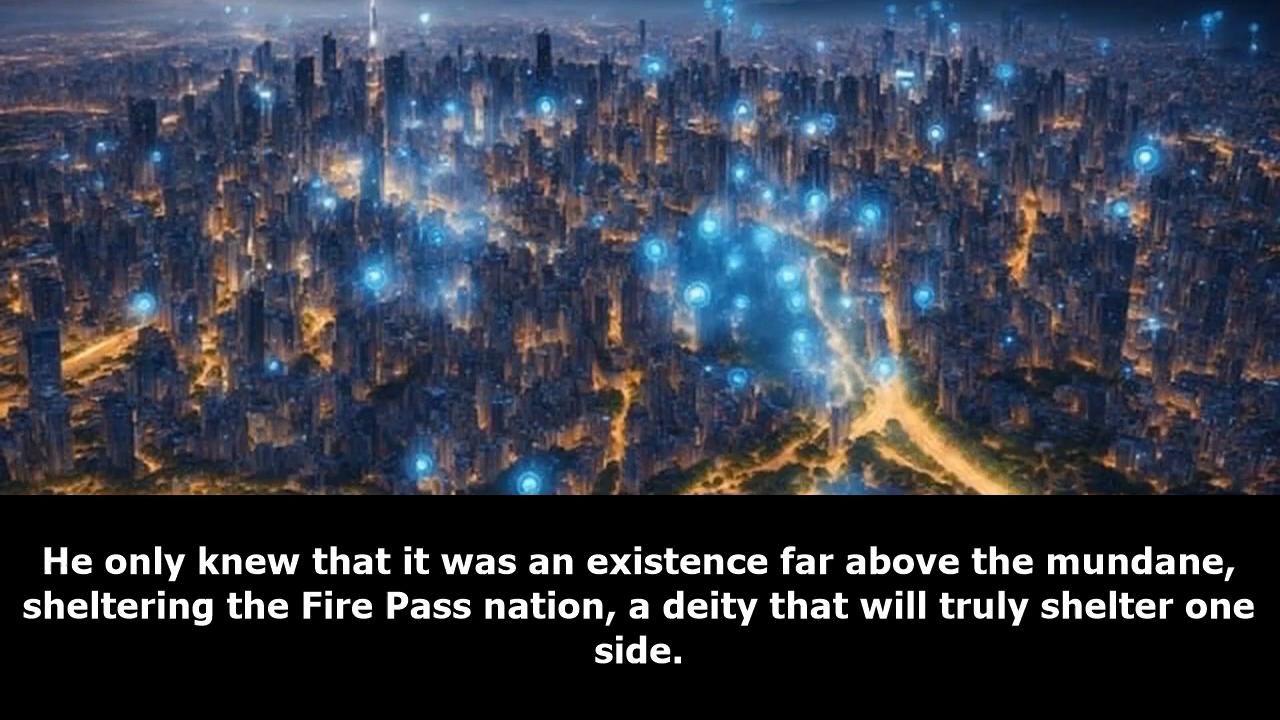 He only knew that it was an existence far above the mundane,
sheltering the Fire Pass nation, a deity that will truly shelter one
side.